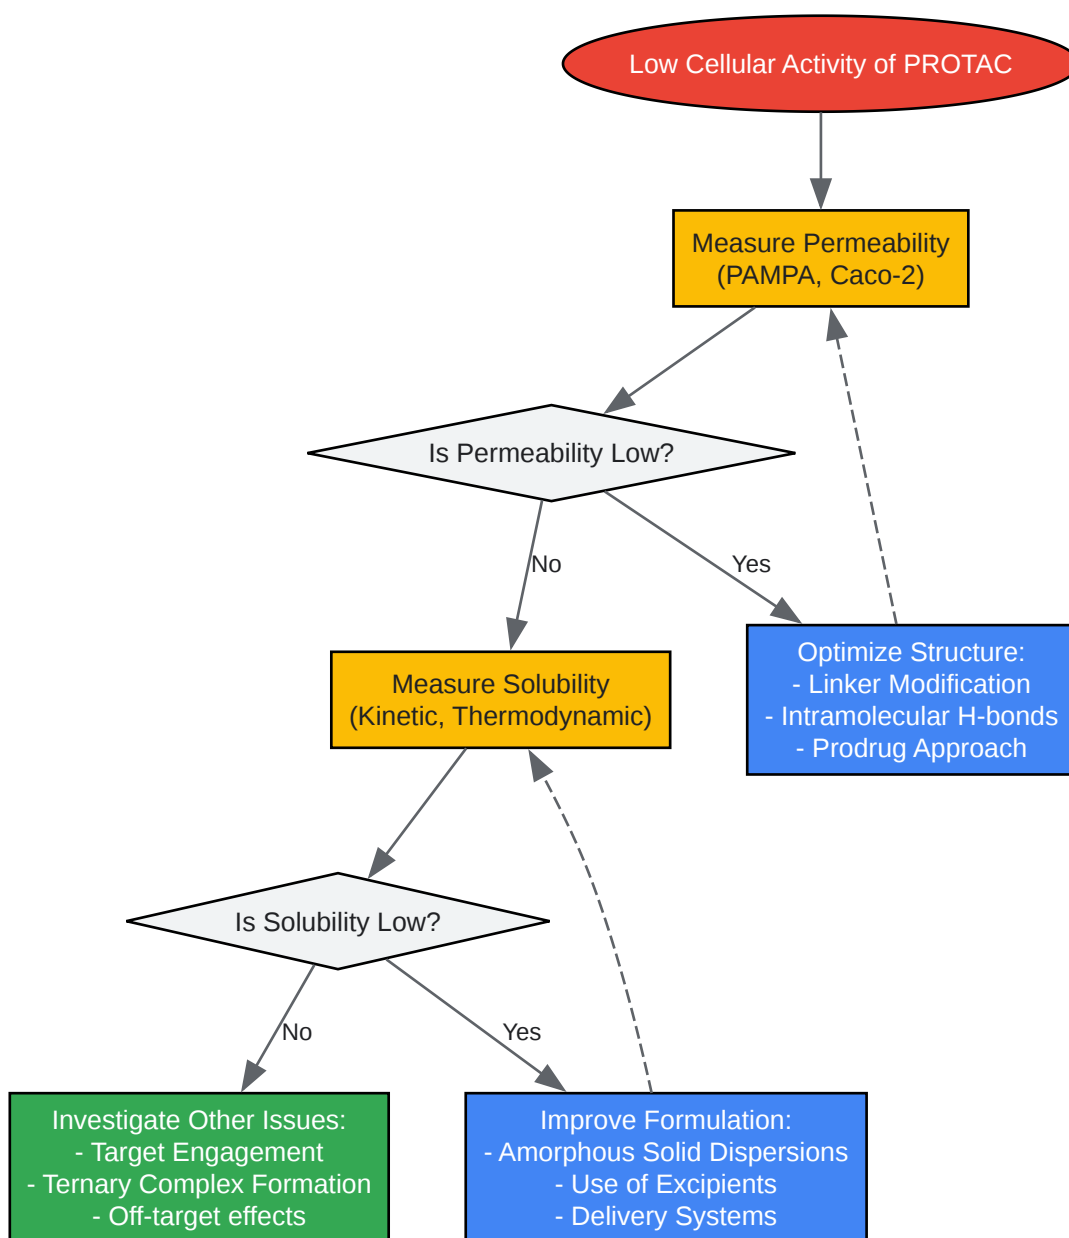 Low Cellular Activity of PROTAC
Measure Permeability
(PAMPA, Caco-2)
Is Permeability Low?
No
Yes
Optimize Structure:
- Linker Modification
- Intramolecular H-bonds
- Prodrug Approach
Measure Solubility
(Kinetic, Thermodynamic)
Is Solubility Low?
No
Yes
Investigate Other Issues:
- Target Engagement
- Ternary Complex Formation
- Off-target effects
Improve Formulation:
- Amorphous Solid Dispersions
- Use of Excipients
- Delivery Systems